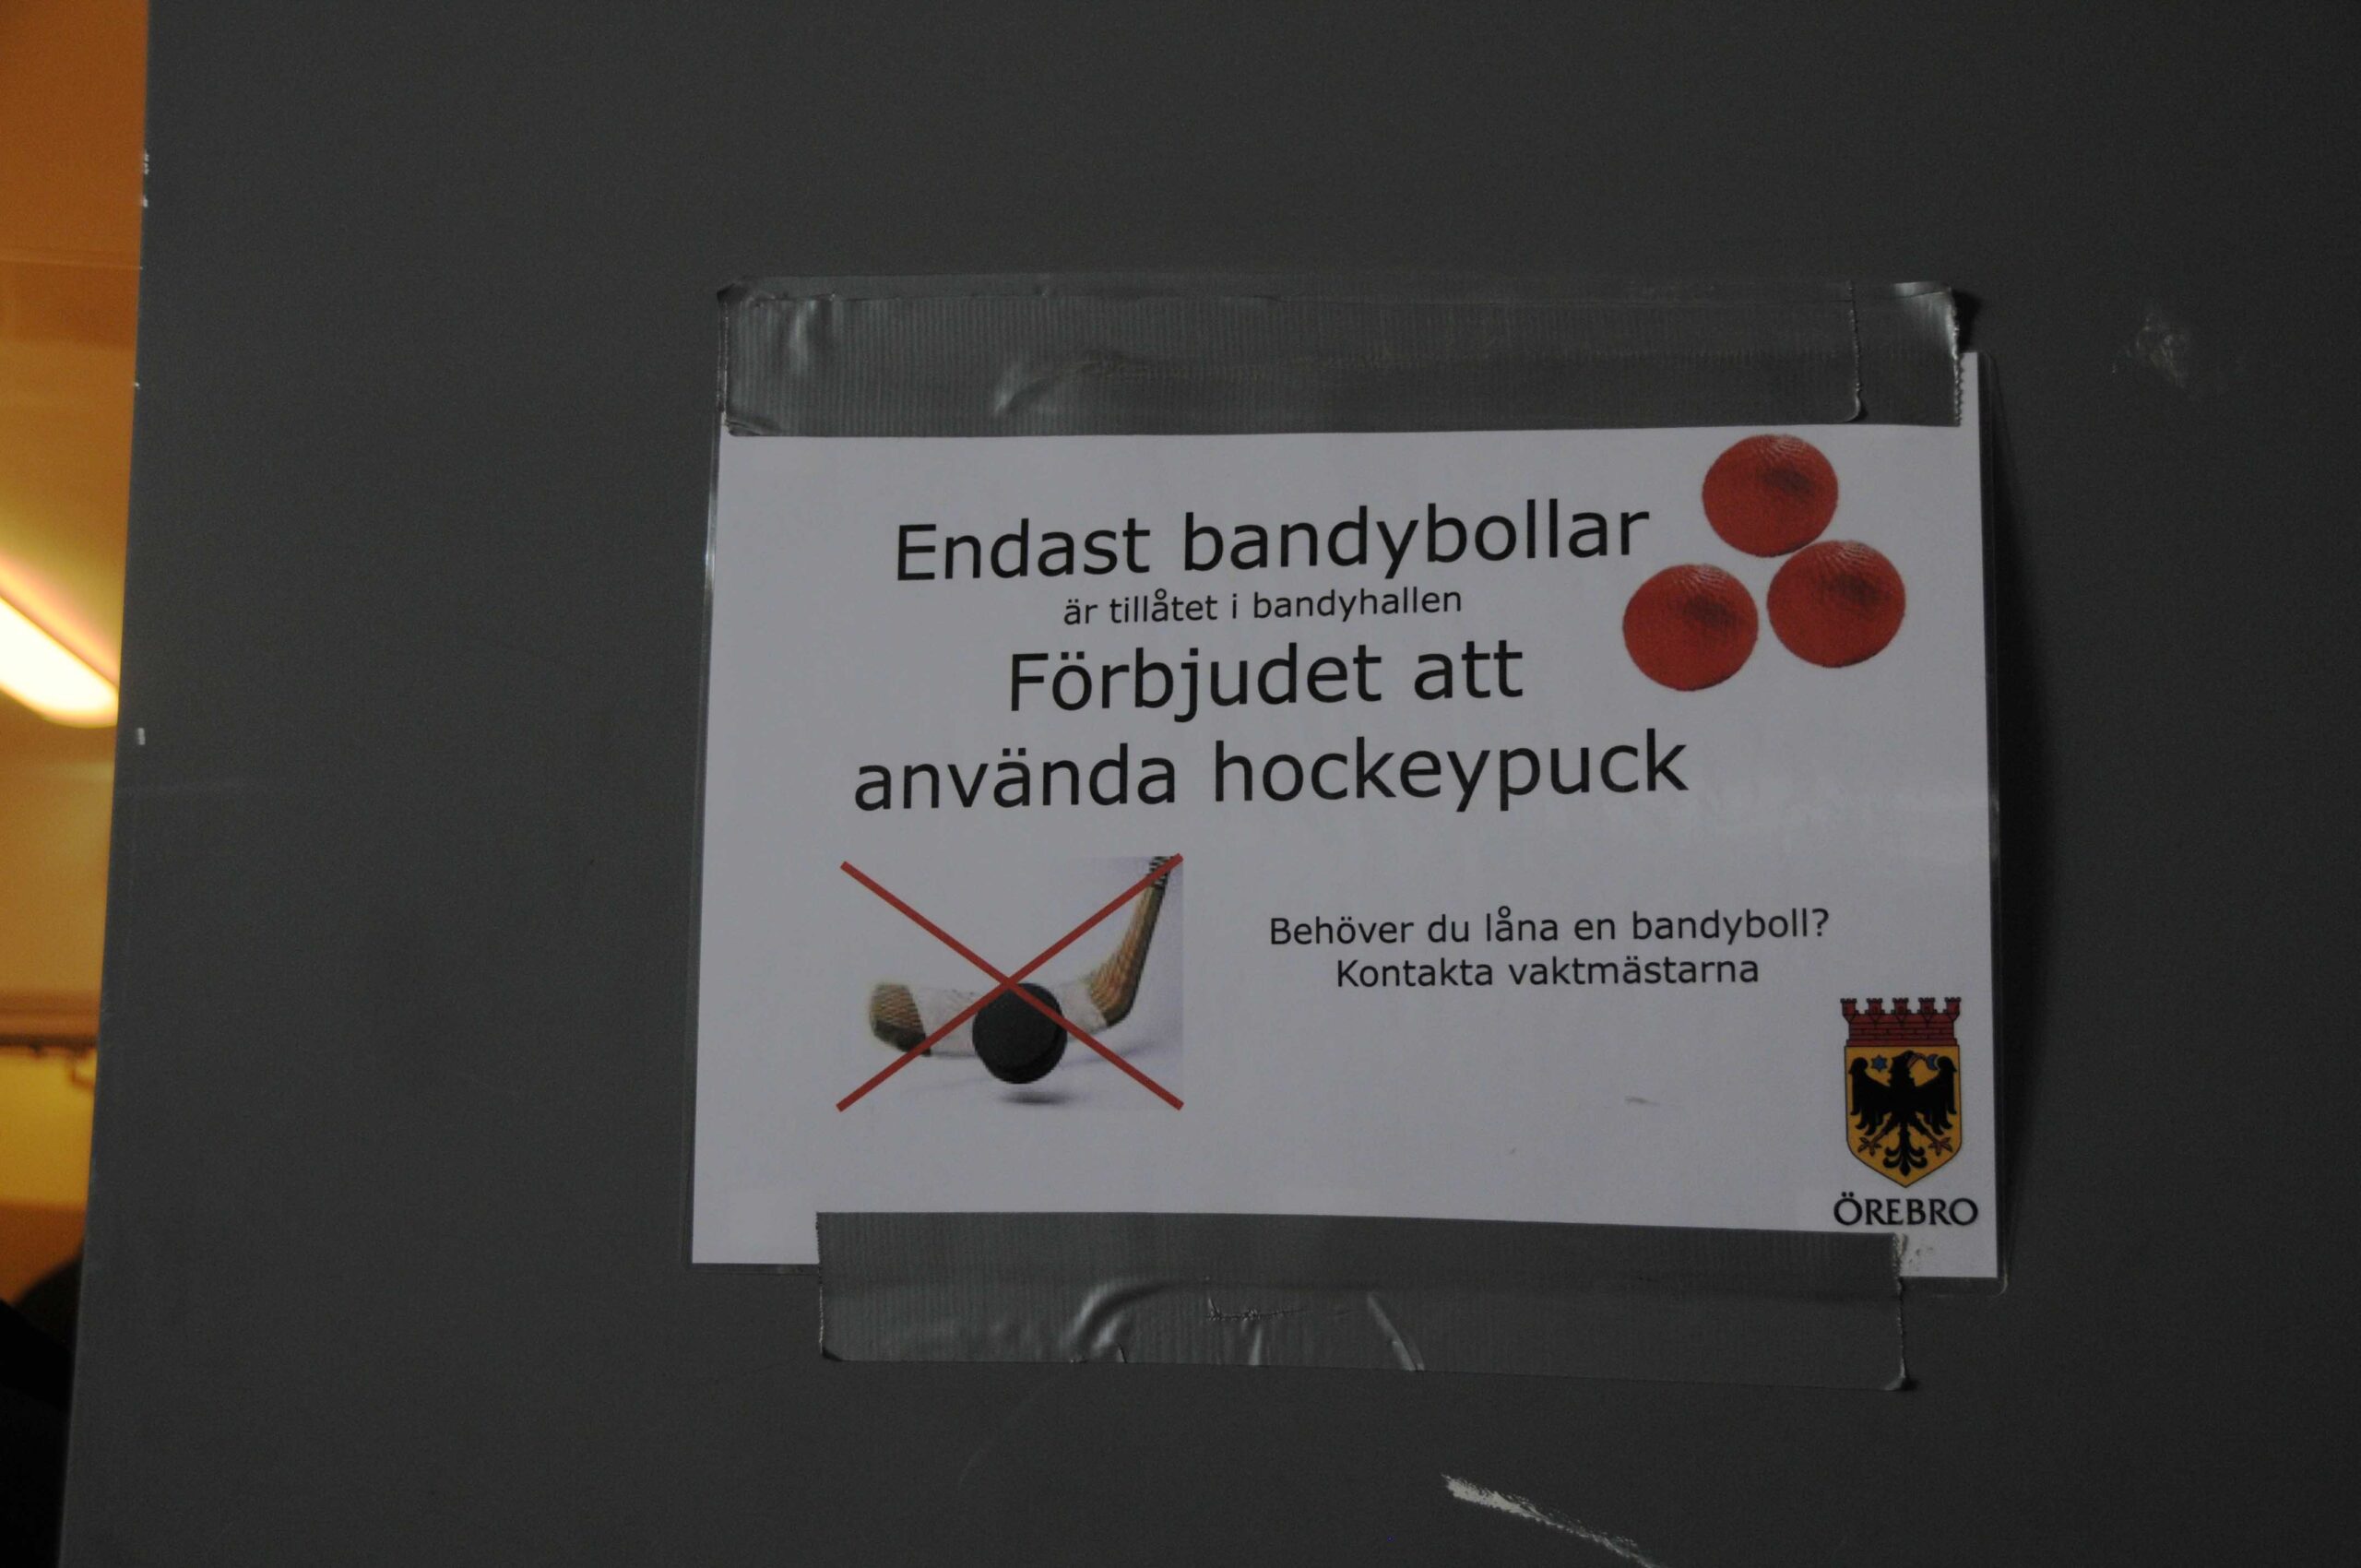 Endast bandybollar
är tillåtet i bandyhallen
Förbjudet att
använda hockeypuck
Behöver du låna en bandyboll?
Kontakta vaktmästarna
ÖREBRO